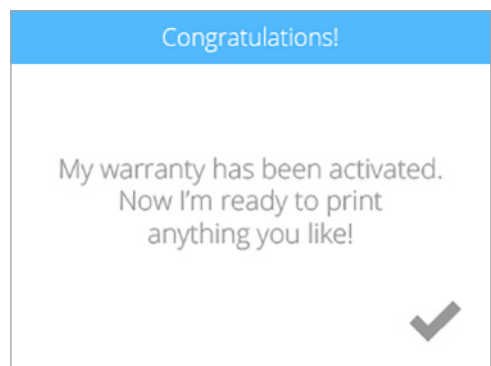 Congratulations!
My warranty has been activated.
Now I'm ready to print
anything you like!